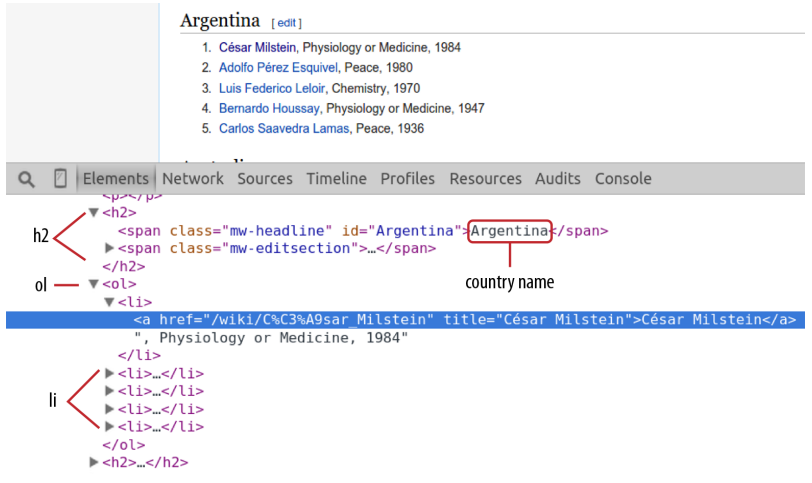 Argentina [ edit ]
1. César Milstein, Physiology or Medicine, 1984
2. Adolfo Pérez Esquivel, Peace, 1980
3. Luis Federico Leloir, Chemistry, 1970
4. Bernardo Houssay, Physiology or Medicine, 1947
5. Carlos Saavedra Lamas, Peace, 1936
Elements Network Sources Timeline Profiles Resources Audits Console
<p></p>
h2
<h2>
<span class="mw-headline" id="Argentina">Argentina</span>
<span class="mw-editsection">…</span>
</h2>
country name
ol
<ol>
<li>
<a href="/wiki/C%C3%A9sar_Milstein" title="César Milstein">César Milstein</a>
", Physiology or Medicine, 1984"
</li>
li
<li>…</li>
<li>…</li>
<li>…</li>
<li>…</li>
</ol>
<h2>…</h2>